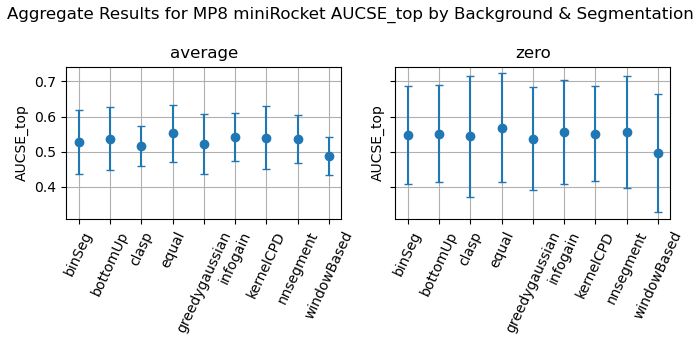 Aggregate Results for MP8 miniRocket AUCSE_top by Background & Segmentation
average
zero
AUCSE_top
0.7
0.6
0.5
0.4
binSeg
bottomUp
clasp
equal
greedygaussian
infogain
kernelCPD
nnsegment
windowBased
AUCSE_top
binSeg
bottomUp
clasp
equal
greedygaussian
infogain
kernelCPD
nnsegment
windowBased